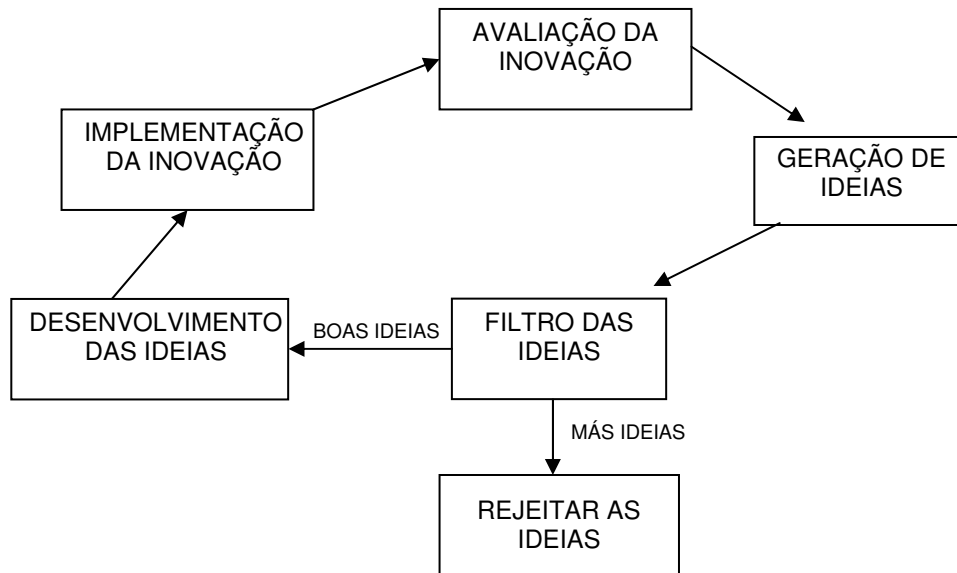 AVALIAÇÃO DA
INOVAÇÃO
IMPLEMENTAÇÃO
DA INOVAÇÃO
GERAÇÃO DE
IDEIAS
DESENVOLVIMENTO
DAS IDEIAS
BOAS IDEIAS
FILTRO DAS
IDEIAS
MÁS IDEIAS
REJEITAR AS
IDEIAS